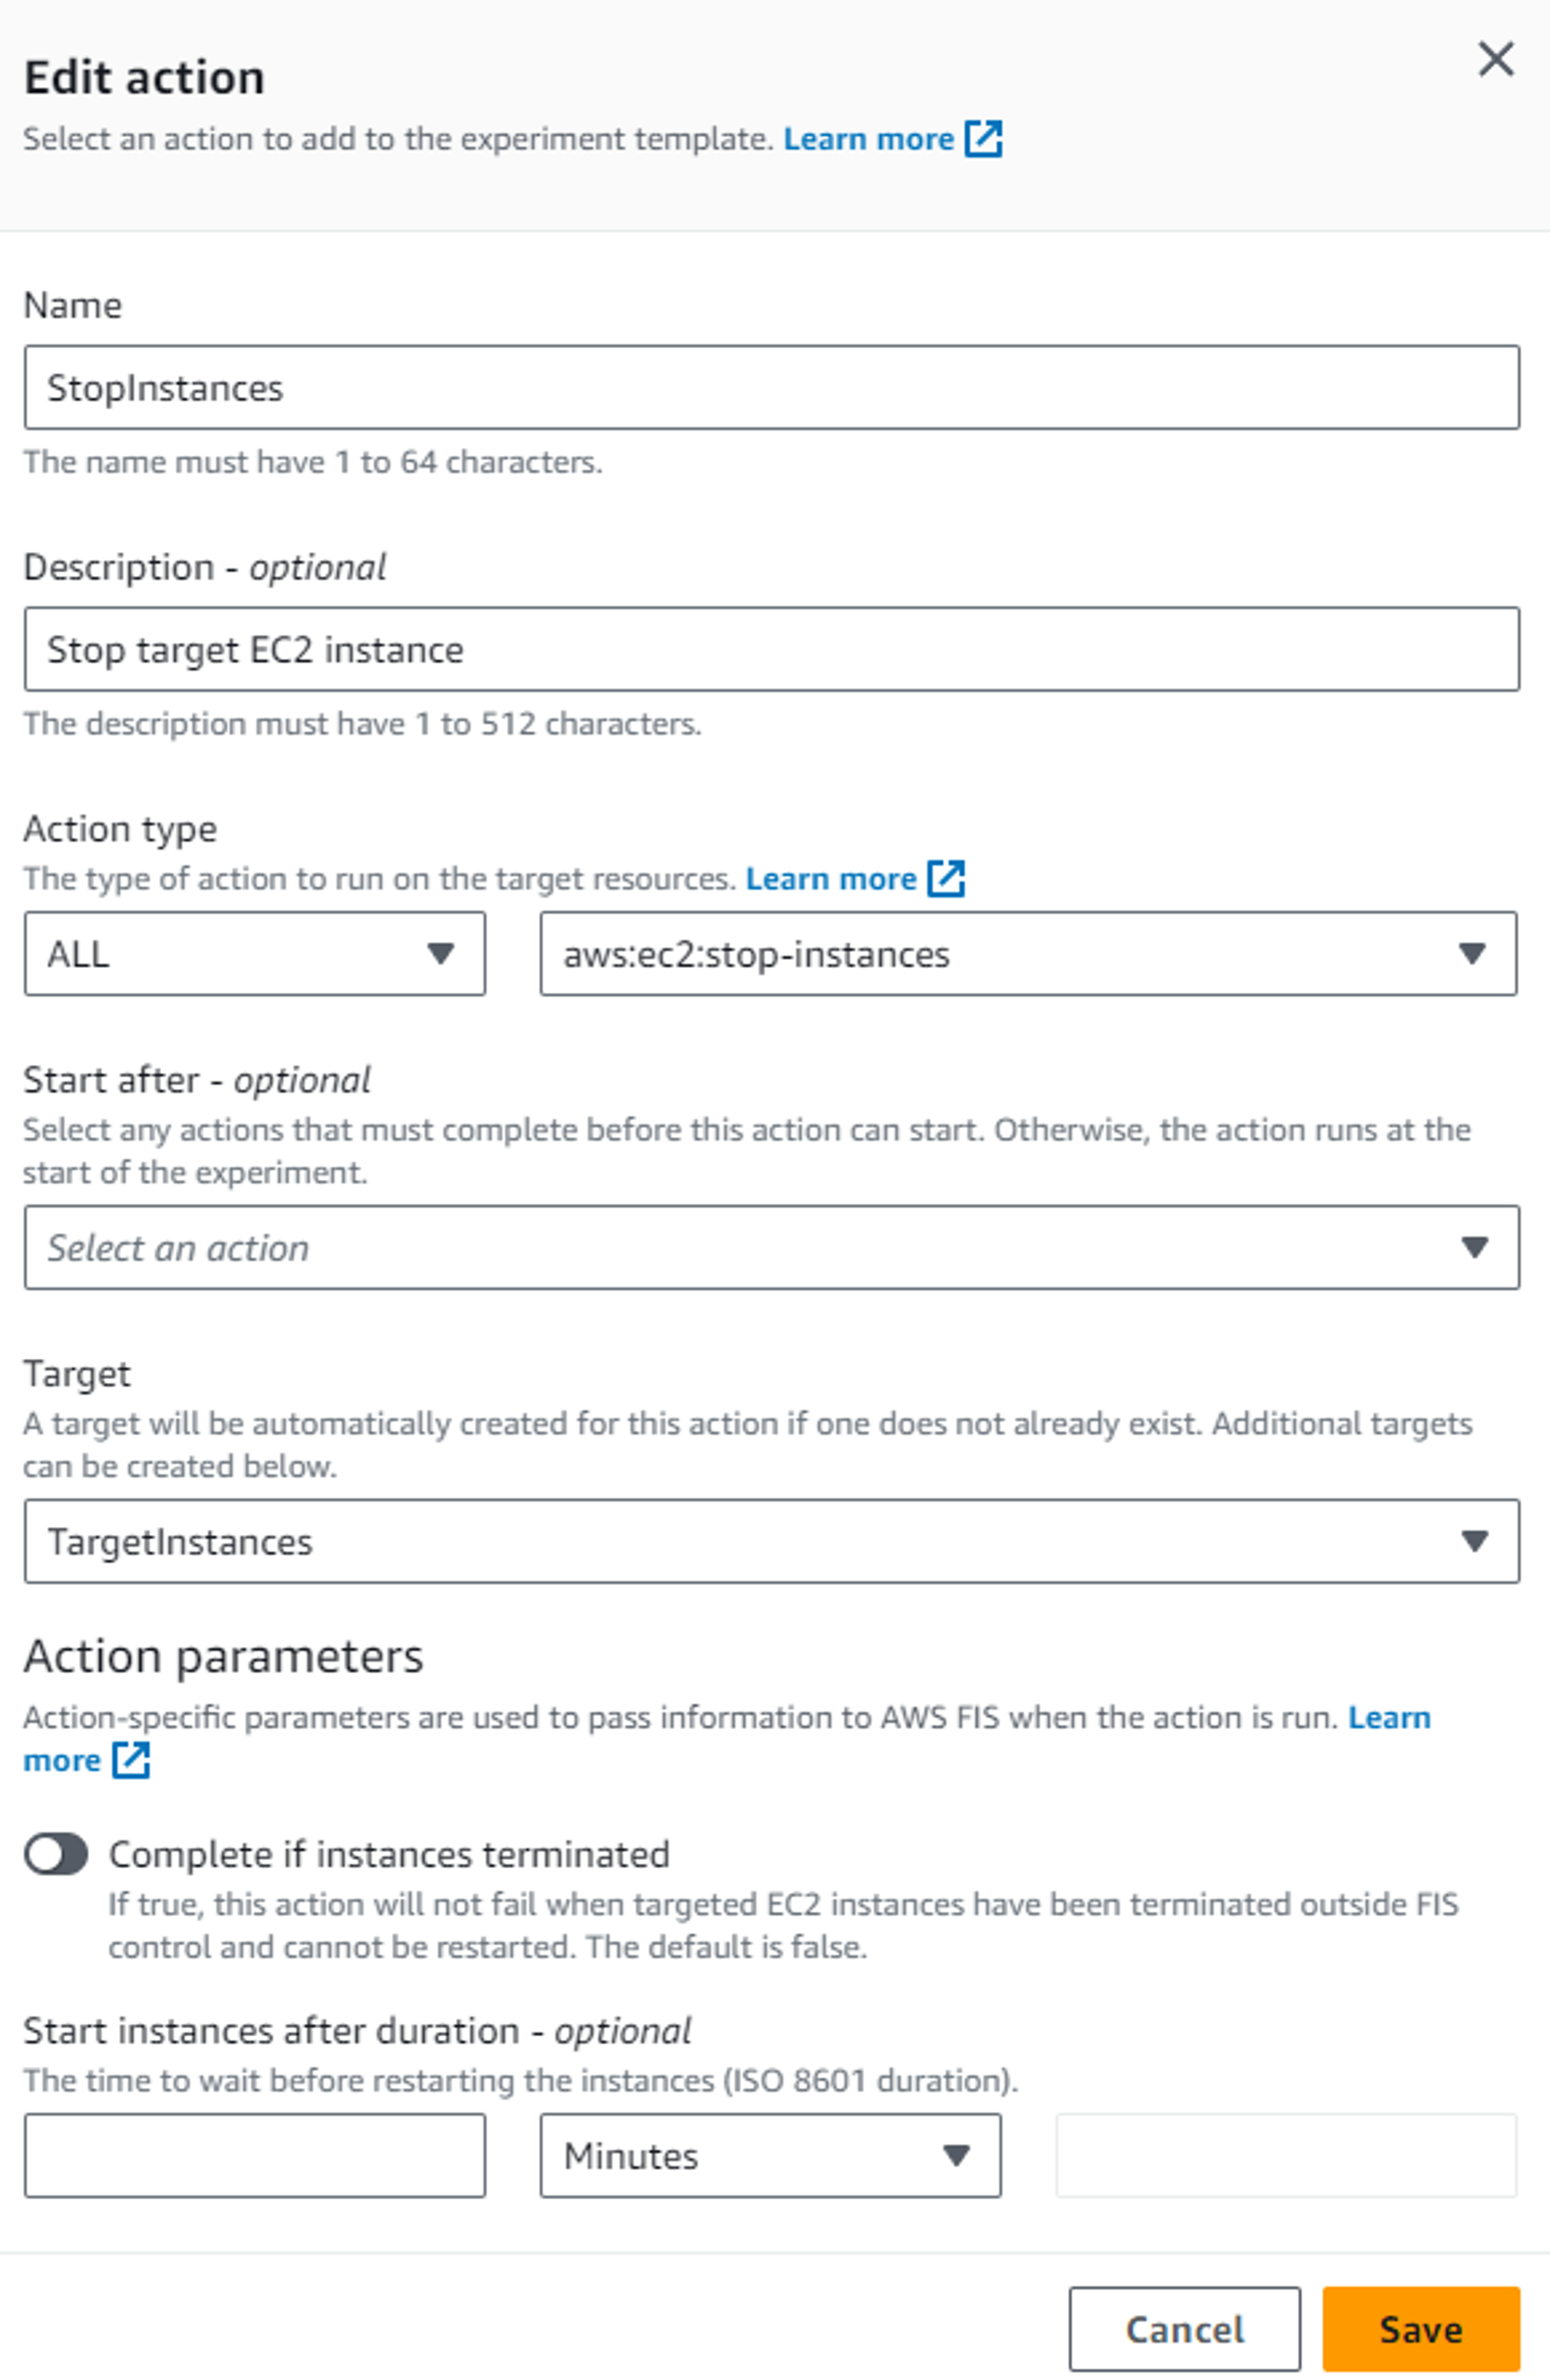 Edit action
Select an action to add to the experiment template. Learn more
Name
StopInstances
The name must have 1 to 64 characters.
Description - optional
Stop target EC2 instance
The description must have 1 to 512 characters.
Action type
The type of action to run on the target resources. Learn more
ALL
aws:ec2:stop-instances
Start after - optional
Select any actions that must complete before this action can start. Otherwise, the action runs at the
start of the experiment.
Select an action
Target
A target will be automatically created for this action if one does not already exist. Additional targets
can be created below.
TargetInstances
Action parameters
Action-specific parameters are used to pass information to AWS FIS when the action is run. Learn
more
Complete if instances terminated
If true, this action will not fail when targeted EC2 instances have been terminated outside FIS
control and cannot be restarted. The default is false.
Start instances after duration - optional
The time to wait before restarting the instances (ISO 8601 duration).
Minutes
Cancel
Save